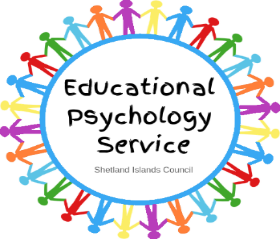 Educational
Psychology
Service
Shetland Islands Council